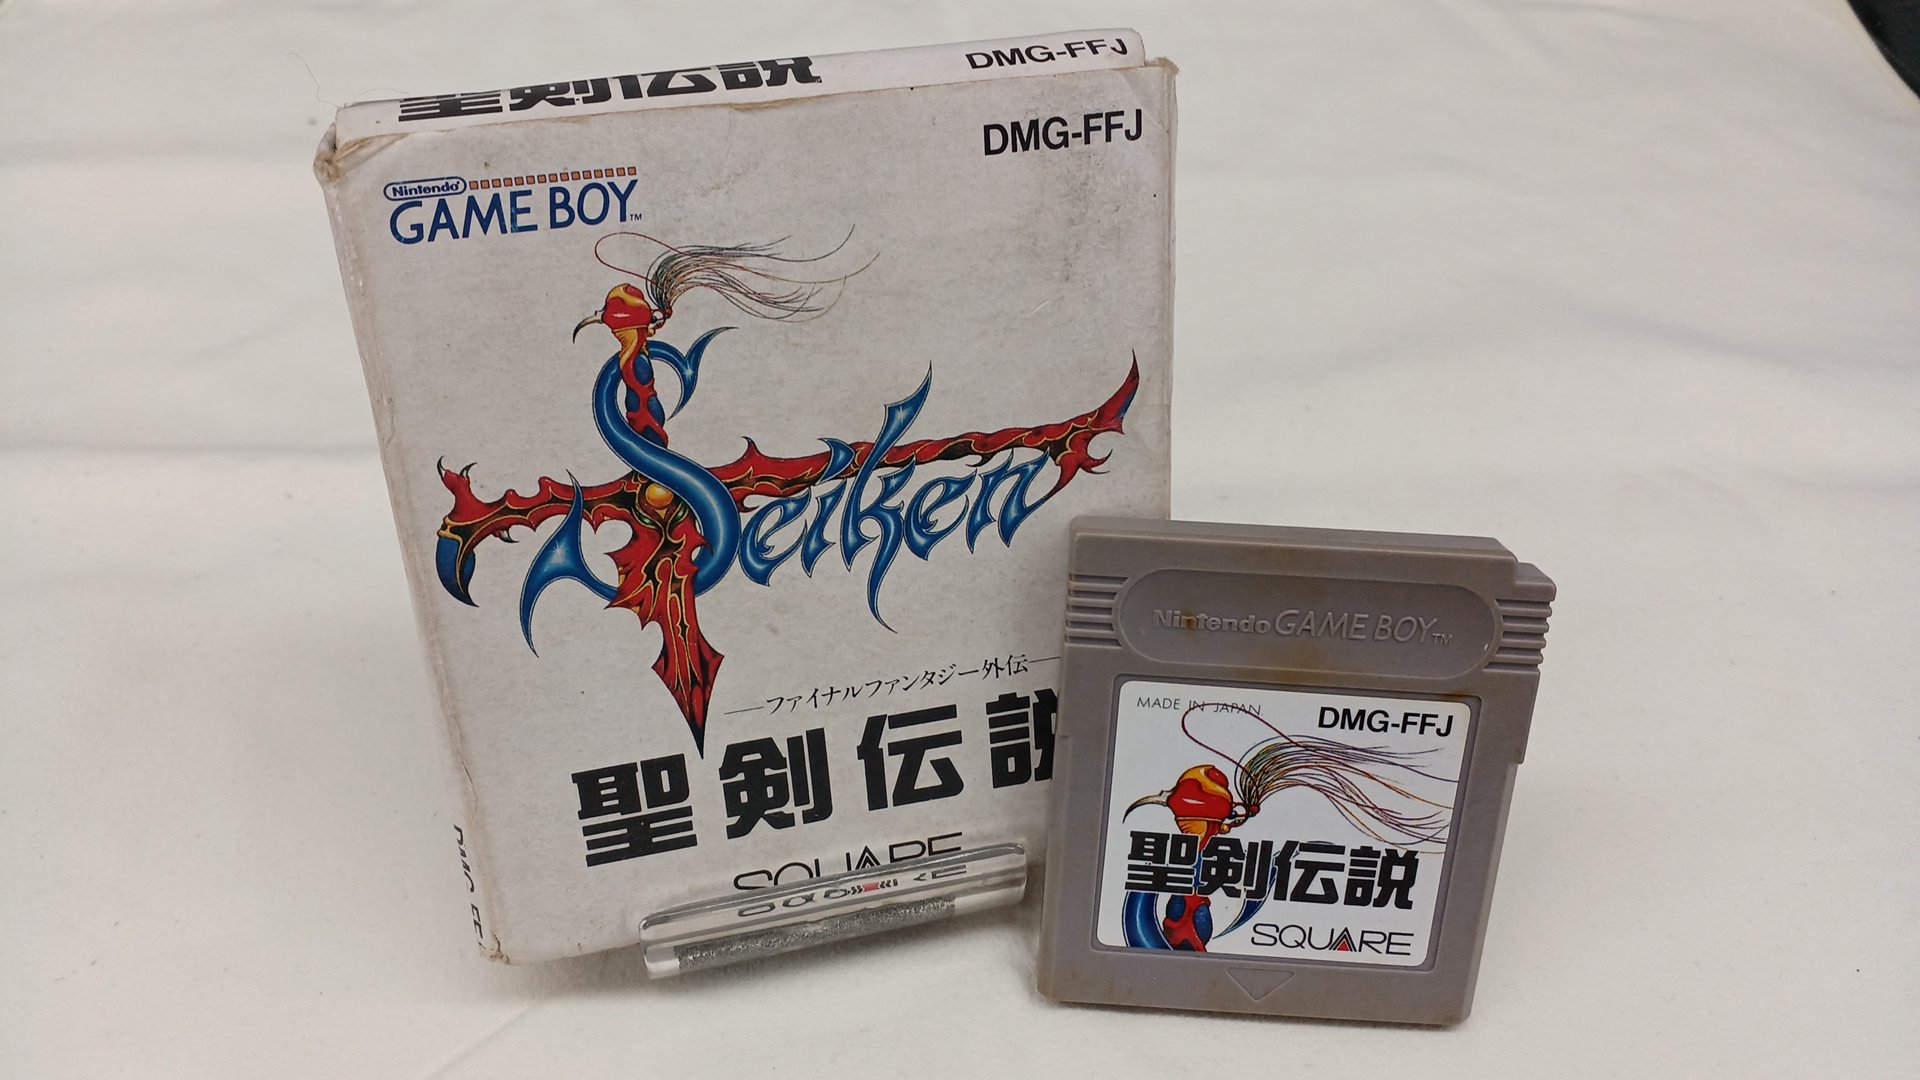 聖剣伝説
DMG-FFJ
DMG-FFJ
Nintendo
GAME BOY™
Seiken
―ファイナルファンタジー外伝―
聖剣伝説
SQUARE
Nintendo GAME BOY™
MADE IN JAPAN
DMG-FFJ
聖剣伝説
SQUARE